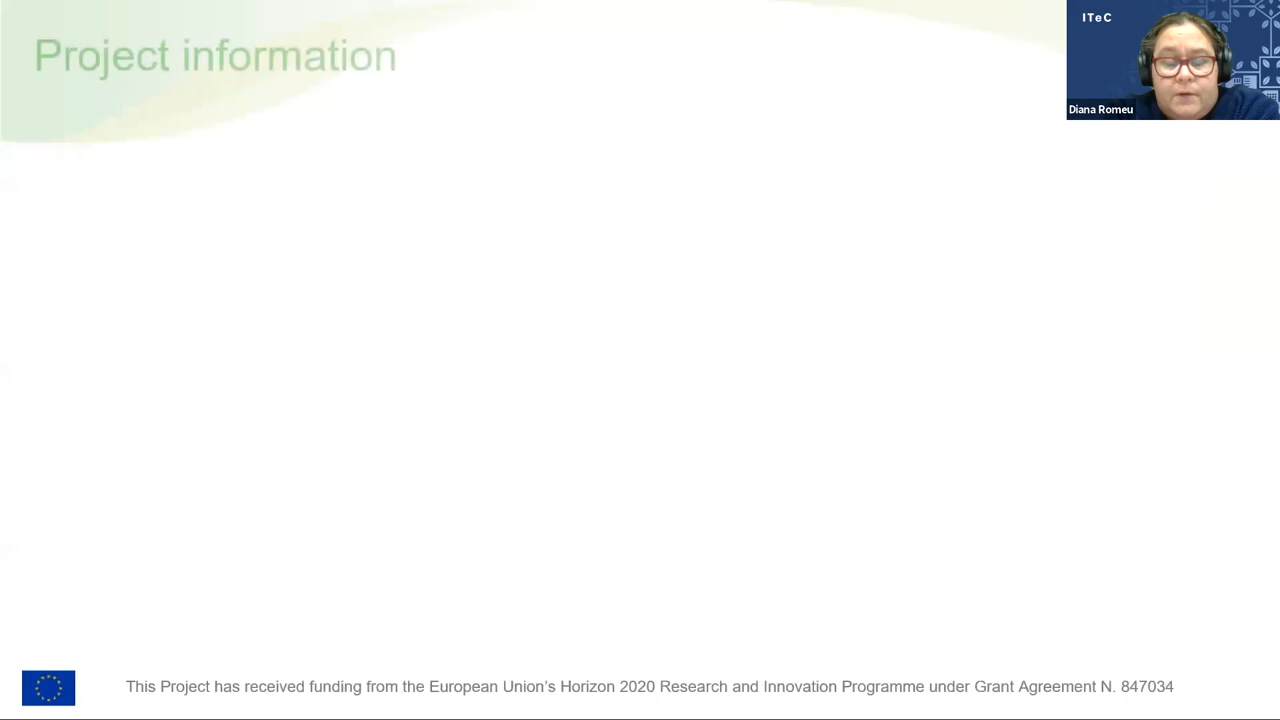 Project information
ITeC
Diana Romeu
This Project has received funding from the European Union's Horizon 2020 Research and Innovation Programme under Grant Agreement N. 847034